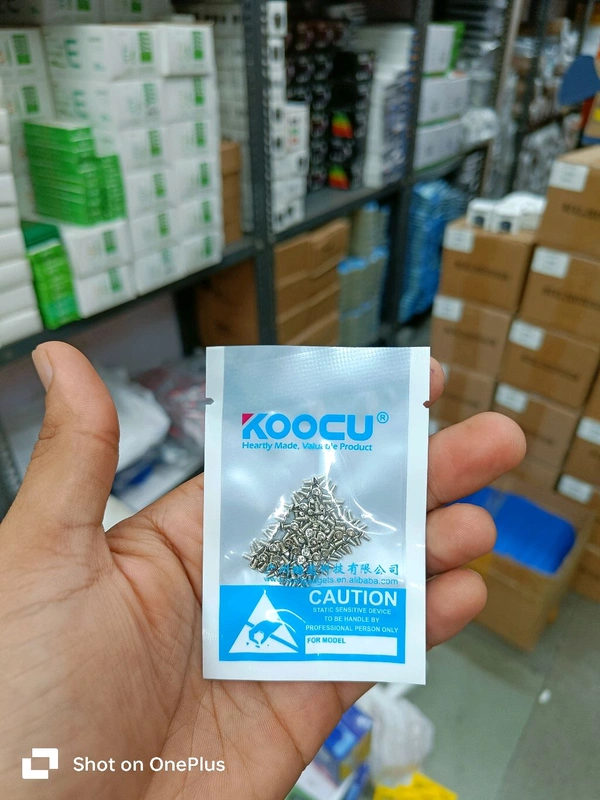 KOOCU®
Heartly Made, Valuable Product
技有限公司
.en.alibaba.com
CAUTION
STATIC SENSITIVE DEVICE
TO BE HANDLE BY
PROFESSIONAL PERSON ONLY
FOR MODEL
Shot on OnePlus